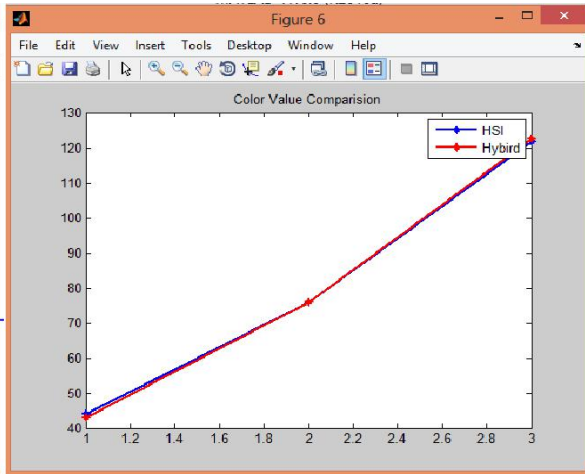 Figure 6
File Edit View Insert Tools Desktop Window Help
Color Value Comparision
130
120
110
100
90
80
70
60
50
40
HSI
Hybird
1 1.2 1.4 1.6 1.8 2 2.2 2.4 2.6 2.8 3